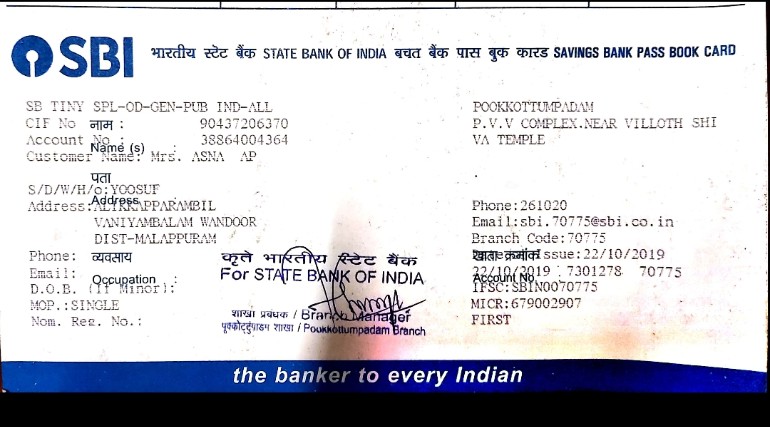 SBI भारतीय स्टेट बैंक STATE BANK OF INDIA बचत बैंक पास बुक कारड SAVINGS BANK PASS BOOK CARD
SB TINY SPL-OD-GEN-PUB IND-ALL
CIF No नाम : 90437206370
Account No : 38864004364
Name (s) :
Customer Name: Mrs. ASNA AP
पता
S/D/W/H/o:YOOSUF
Address :
Address:ALIKKAPPARAMBIL
VANIYAMBALAM WANDOOR
DIST-MALAPPURAM
Phone: व्यवसाय
Email:
Occupation :
D.O.B. (If Minor):
MOP.:SINGLE
Nom. Reg. No.:
कृते भारतीय स्टेट बैंक
For STATE BANK OF INDIA
शाखा प्रबंधक / Branch Manager
पूक्कोट्टुंपाडम शाखा / Pookkottumpadam Branch
POOKKOTTUMPADAM
P.V.V COMPLEX.NEAR VILLOTH SHI
VA TEMPLE
Phone:261020
Email:sbi.70775@sbi.co.in
Branch Code:70775
खाता क्रमांक Issue:22/10/2019
22/10/2019 7301278 70775
Account No.
IFSC:SBIN0070775
MICR:679002907
FIRST
the banker to every Indian